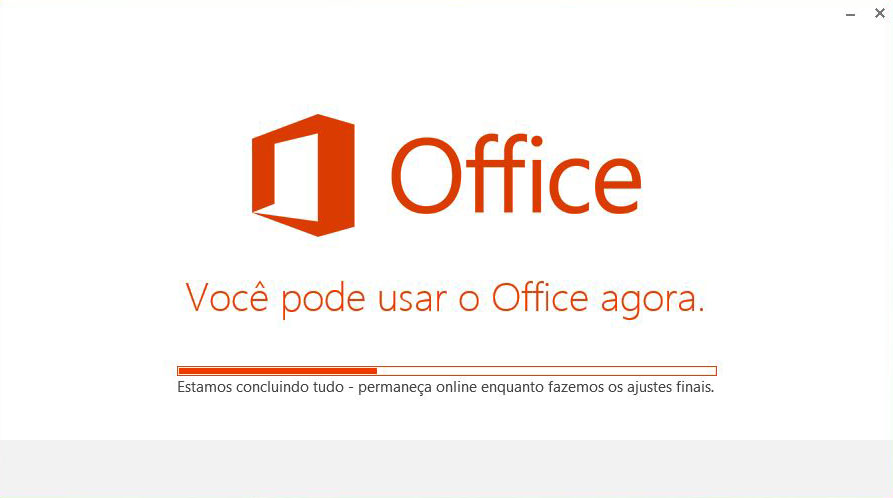 Office
Você pode usar o Office agora.
Estamos concluindo tudo - permaneça online enquanto fazemos os ajustes finais.